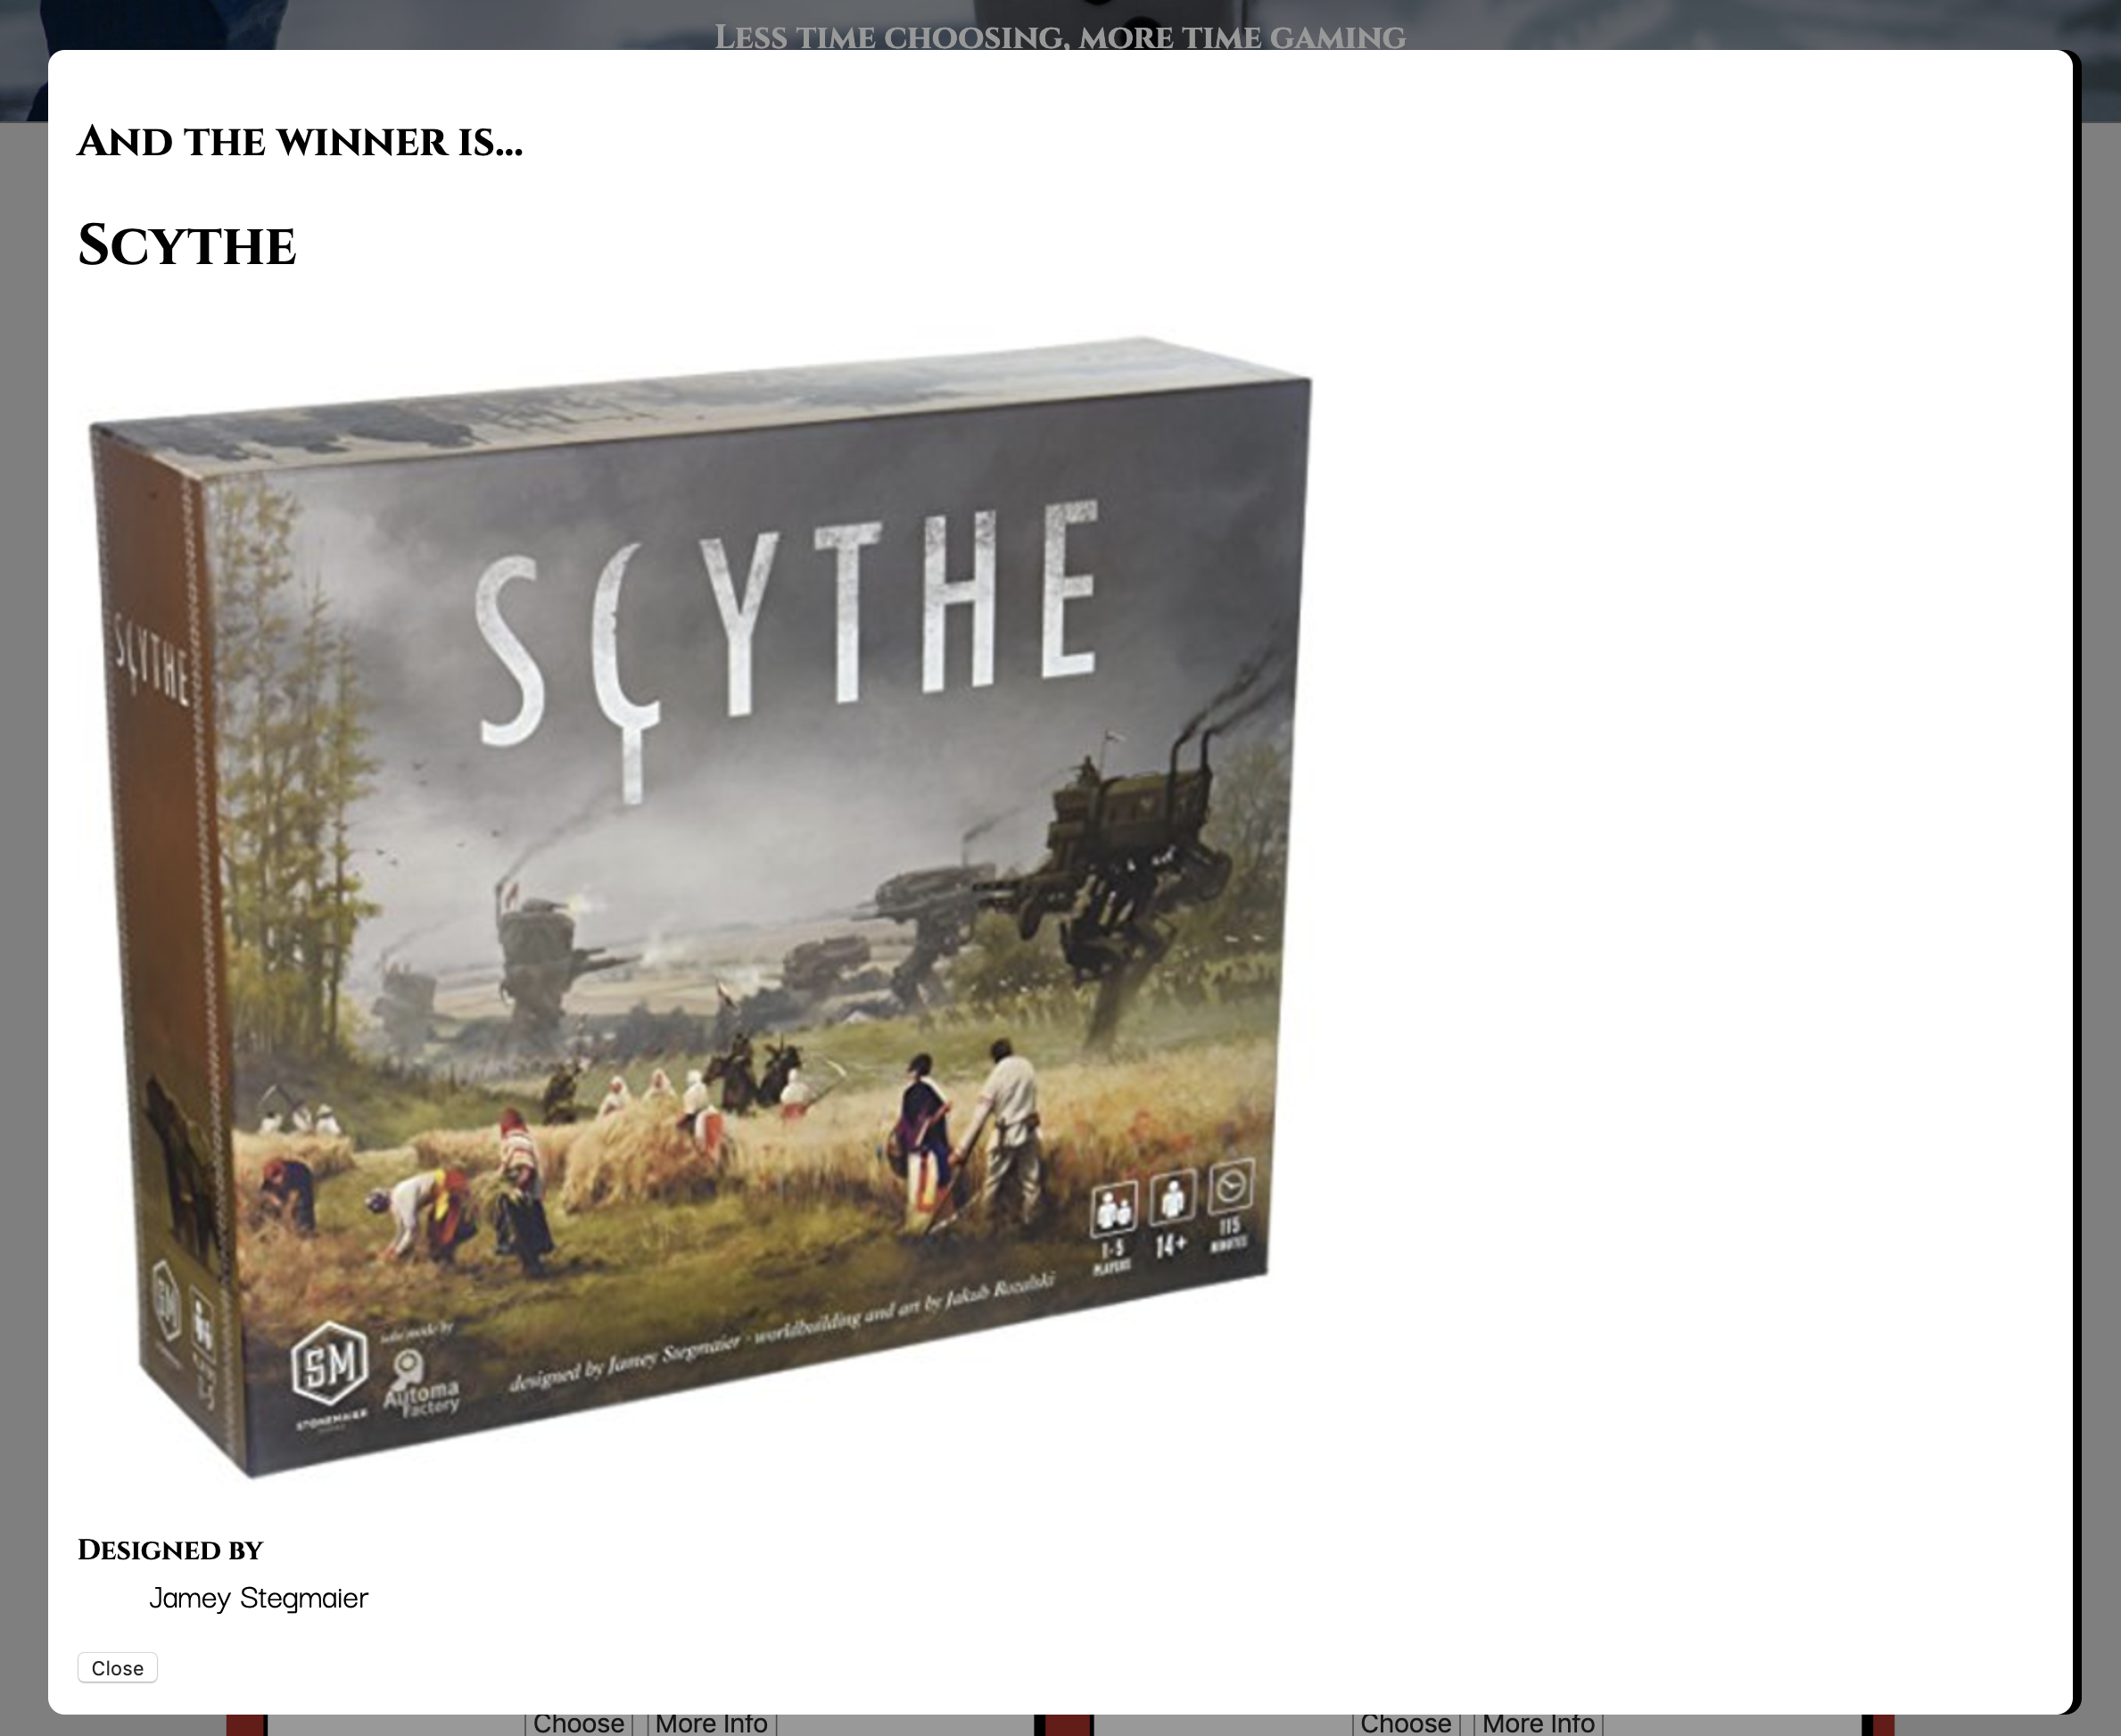 Less time choosing, more time gaming
And the winner is...
Scythe
SCYTHE
SCYTHE
1-5
PLAYERS
14+
115
MINUTES
designed by Jamey Stegmaier · worldbuilding and art by Jakub Rozalski
SM
STONEMAIER
solo mode by
Automa
Factory
1-5
Designed by
Jamey Stegmaier
Close
Choose
More Info
Choose
More Info